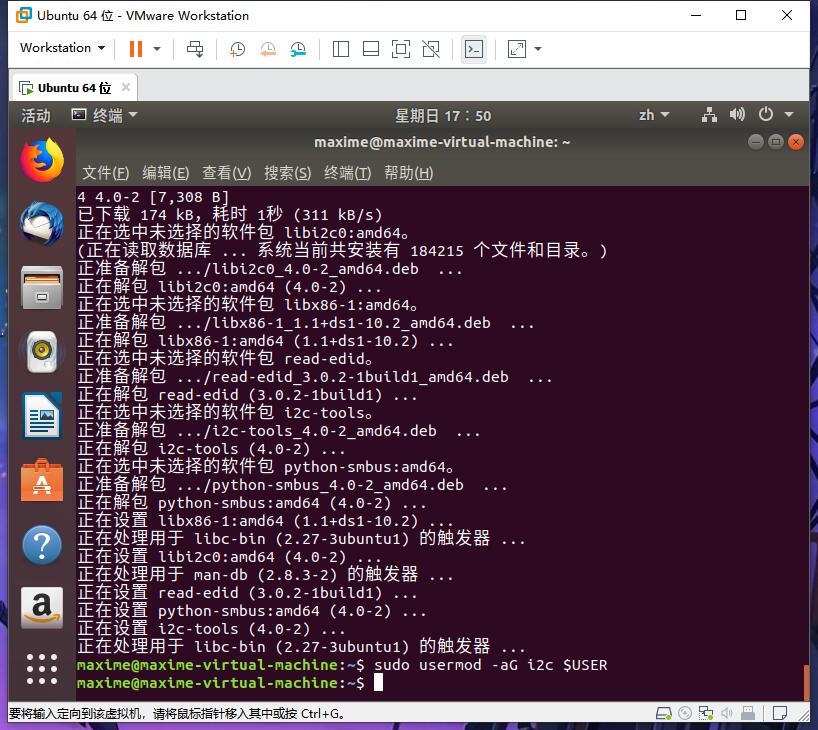 Ubuntu 64 位 - VMware Workstation
Workstation
Ubuntu 64 位
活动 终端 星期日 17：50 zh
maxime@maxime-virtual-machine: ~
文件(F) 编辑(E) 查看(V) 搜索(S) 终端(T) 帮助(H)
4 4.0-2 [7,308 B]
已下载 174 kB，耗时 1秒 (311 kB/s)
正在选中未选择的软件包 libi2c0:amd64。
(正在读取数据库 ... 系统当前共安装有 184215 个文件和目录。)
正准备解包 .../libi2c0_4.0-2_amd64.deb  ...
正在解包 libi2c0:amd64 (4.0-2) ...
正在选中未选择的软件包 libx86-1:amd64。
正准备解包 .../libx86-1_1.1+ds1-10.2_amd64.deb  ...
正在解包 libx86-1:amd64 (1.1+ds1-10.2) ...
正在选中未选择的软件包 read-edid。
正准备解包 .../read-edid_3.0.2-1build1_amd64.deb  ...
正在解包 read-edid (3.0.2-1build1) ...
正在选中未选择的软件包 i2c-tools。
正准备解包 .../i2c-tools_4.0-2_amd64.deb  ...
正在解包 i2c-tools (4.0-2) ...
正在选中未选择的软件包 python-smbus:amd64。
正准备解包 .../python-smbus_4.0-2_amd64.deb  ...
正在解包 python-smbus:amd64 (4.0-2) ...
正在设置 libx86-1:amd64 (1.1+ds1-10.2) ...
正在处理用于 libc-bin (2.27-3ubuntu1) 的触发器 ...
正在设置 libi2c0:amd64 (4.0-2) ...
正在处理用于 man-db (2.8.3-2) 的触发器 ...
正在设置 read-edid (3.0.2-1build1) ...
正在设置 python-smbus:amd64 (4.0-2) ...
正在设置 i2c-tools (4.0-2) ...
正在处理用于 libc-bin (2.27-3ubuntu1) 的触发器 ...
maxime@maxime-virtual-machine:~$ sudo usermod -aG i2c $USER
maxime@maxime-virtual-machine:~$
要将输入定向到该虚拟机，请将鼠标指针移入其中或按 Ctrl+G。